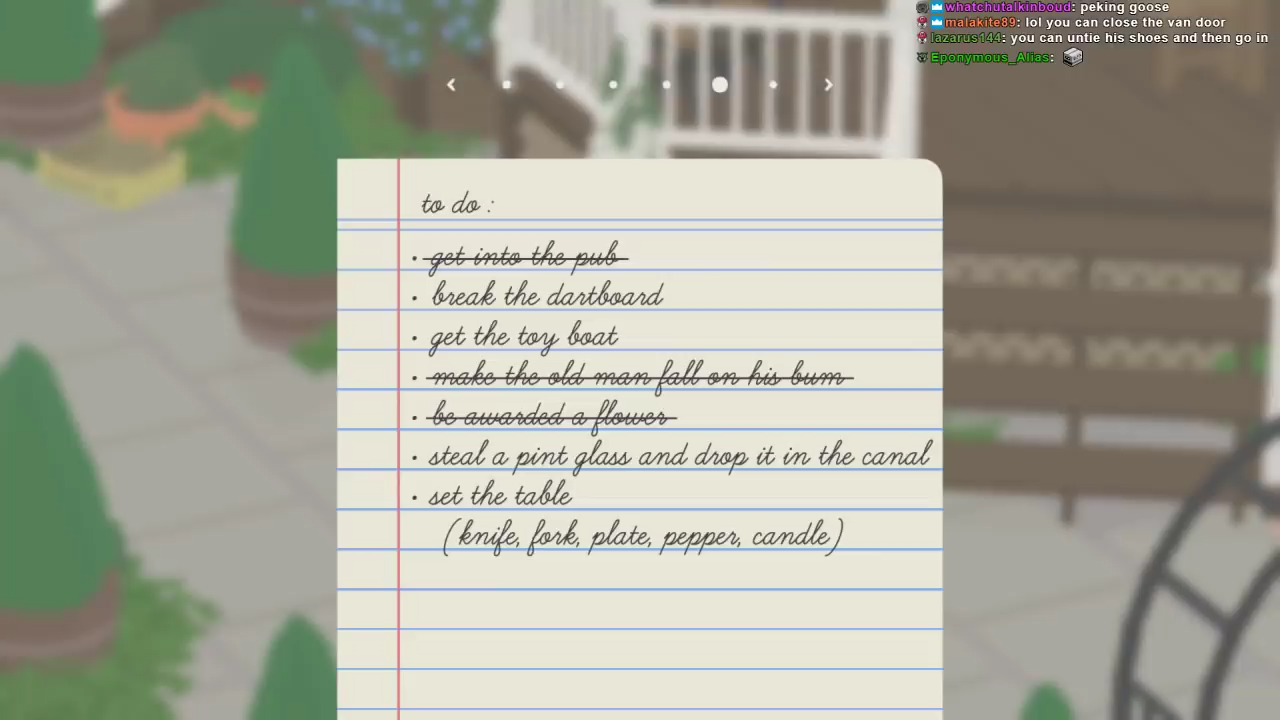 whatchutalkinboud: peking goose
malakite89: lol you can close the van door
lazarus144: you can untie his shoes and then go in
Eponymous_Alias:
to do :
• get into the pub
• break the dartboard
• get the toy boat
• make the old man fall on his bum
• be awarded a flower
• steal a pint glass and drop it in the canal
• set the table
(knife, fork, plate, pepper, candle)